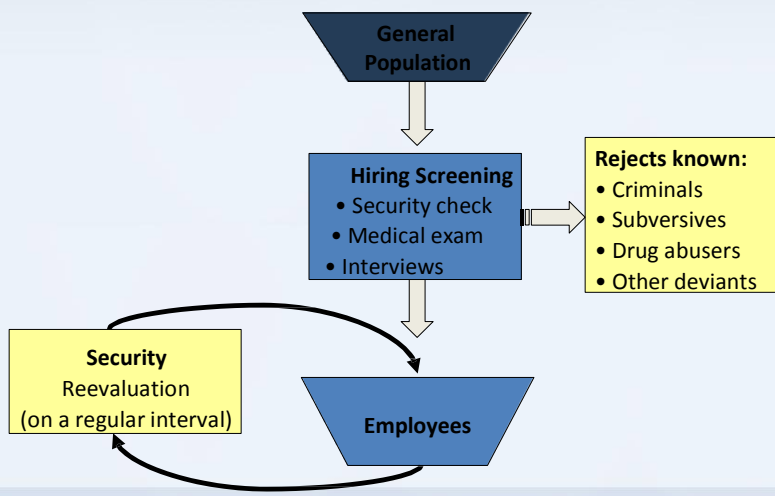 General
Population
Hiring Screening
• Security check
• Medical exam
• Interviews
Rejects known:
• Criminals
• Subversives
• Drug abusers
• Other deviants
Security
Reevaluation
(on a regular interval)
Employees